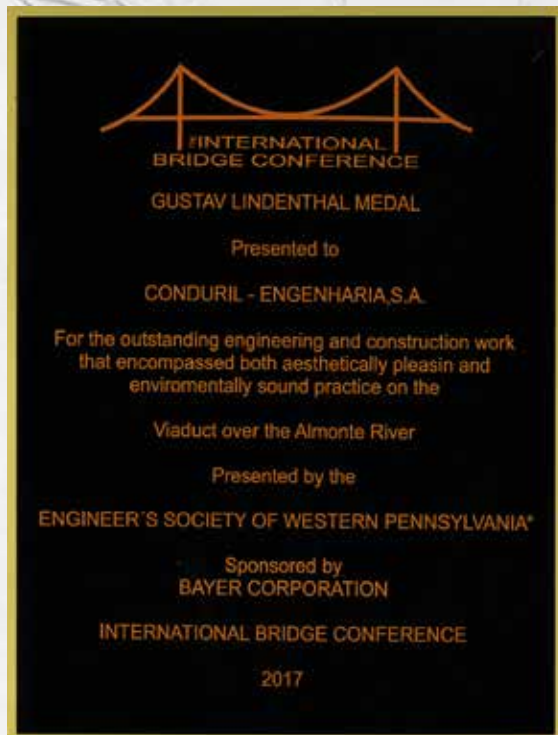 THE INTERNATIONAL
BRIDGE CONFERENCE
GUSTAV LINDENTHAL MEDAL
Presented to
CONDURIL - ENGENHARIA,S.A.
For the outstanding engineering and construction work
that encompassed both aesthetically pleasin and
enviromentally sound practice on the
Viaduct over the Almonte River
Presented by the
ENGINEER´S SOCIETY OF WESTERN PENNSYLVANIA®
Sponsored by
BAYER CORPORATION
INTERNATIONAL BRIDGE CONFERENCE
2017